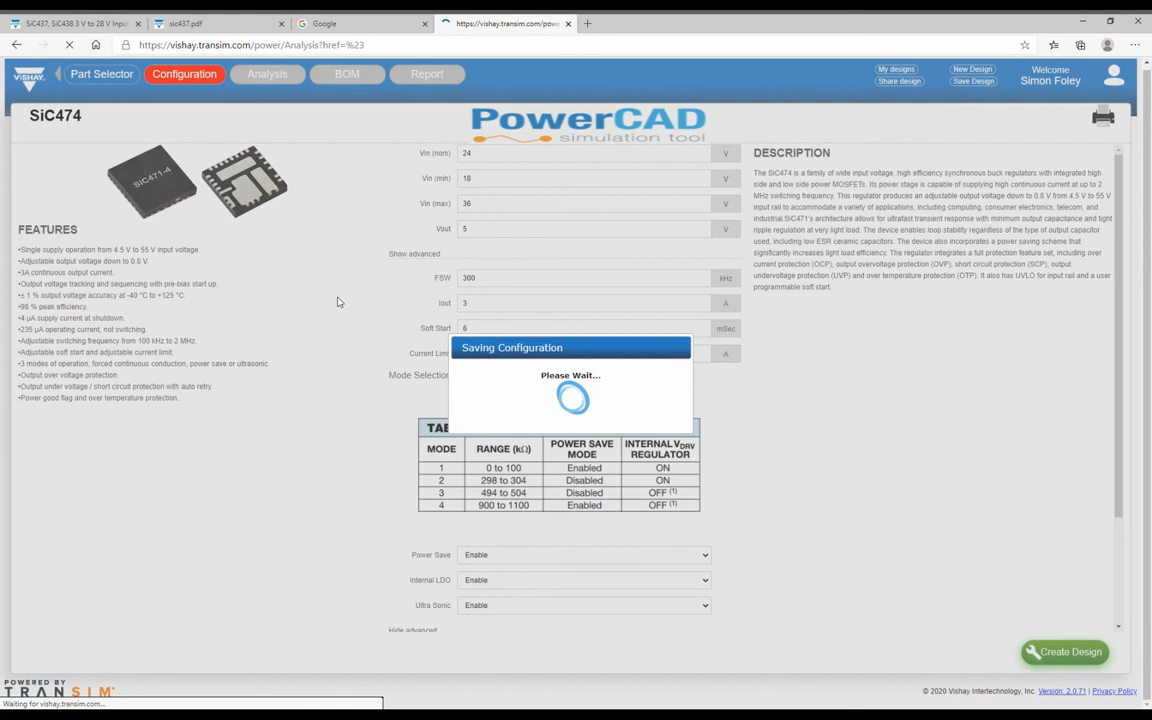 SiC437, SiC438 3 V to 28 V Input
sic437.pdf
Google
https://vishay.transim.com/powe
https://vishay.transim.com/power/Analysis?href=%23
VISHAY
Part Selector
Configuration
Analysis
BOM
Report
My designs
Share design
New Design
Save Design
Welcome
Simon Foley
SiC474
PowerCAD
simulation tool
SiC471-4
FEATURES
•Single supply operation from 4.5 V to 55 V input voltage.
•Adjustable output voltage down to 0.8 V.
•3A continuous output current.
•Output voltage tracking and sequencing with pre-bias start up.
•± 1 % output voltage accuracy at -40 °C to +125 °C.
•98 % peak efficiency.
•4 µA supply current at shutdown.
•235 µA operating current, not switching.
•Adjustable switching frequency from 100 kHz to 2 MHz.
•Adjustable soft start and adjustable current limit.
•3 modes of operation, forced continuous conduction, power save or ultrasonic.
•Output over voltage protection.
•Output under voltage / short circuit protection with auto retry.
•Power good flag and over temperature protection.
Vin (nom) 24 V
Vin (min) 18 V
Vin (max) 36 V
Vout 5 V
Show advanced
FSW 300 kHz
Iout 3 A
Soft Start 6 mSec
Current Limi A
Mode Selection
Saving Configuration
Please Wait...
TAB
MODE RANGE (kΩ) POWER SAVE MODE INTERNAL VDRV REGULATOR
1 0 to 100 Enabled ON
2 298 to 304 Disabled ON
3 494 to 504 Disabled OFF (1)
4 900 to 1100 Enabled OFF (1)
Power Save Enable
Internal LDO Enable
Ultra Sonic Enable
Hide advanced
DESCRIPTION
The SiC474 is a family of wide input voltage, high efficiency synchronous buck regulators with integrated high
side and low side power MOSFETs. Its power stage is capable of supplying high continuous current at up to 2
MHz switching frequency. This regulator produces an adjustable output voltage down to 0.8V from 4.5 V to 55 V
input rail to accommodate a variety of applications, including computing, consumer electronics, telecom, and
industrial.SiC471's architecture allows for ultrafast transient response with minimum output capacitance and tight
ripple regulation at very light load. The device enables loop stability regardless of the type of output capacitor
used, including low ESR ceramic capacitors. The device also incorporates a power saving scheme that
significantly increases light load efficiency. The regulator integrates a full protection feature set, including over
current protection (OCP), output overvoltage protection (OVP), short circuit protection (SCP), output
undervoltage protection (UVP) and over temperature protection (OTP). It also has UVLO for input rail and a user
programmable soft start.
Create Design
POWERED BY
TRANSIM
Waiting for vishay.transim.com...
© 2020 Vishay Intertechnology, Inc. Version: 2.0.71 | Privacy Policy